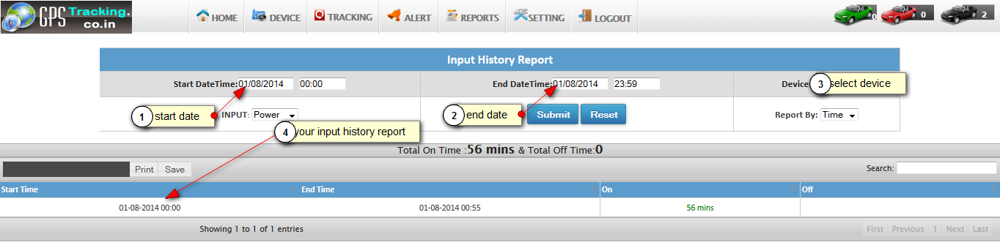 GPS Tracking.
co.in
HOME DEVICE TRACKING ALERT REPORTS SETTING LOGOUT 0 0 2
Input History Report
Start DateTime:01/08/2014 00:00 End DateTime:01/08/2014 23:59 Device 3 select device
1 start date INPUT: Power 2 end date Submit Reset Report By: Time
4 your input history report
Total On Time :56 mins & Total Off Time:0
Print Save Search:
Start Time End Time On Off
01-08-2014 00:00 01-08-2014 00:55 56 mins
Showing 1 to 1 of 1 entries First Previous 1 Next Last